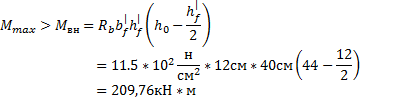 M_max > M_вн = R_b b_f^| h_f^| (h_0 − h_f^|/2)
= 11.5 * 10^2 н/см^2 * 12см * 40см (44 − 12/2)
= 209,76кН * м